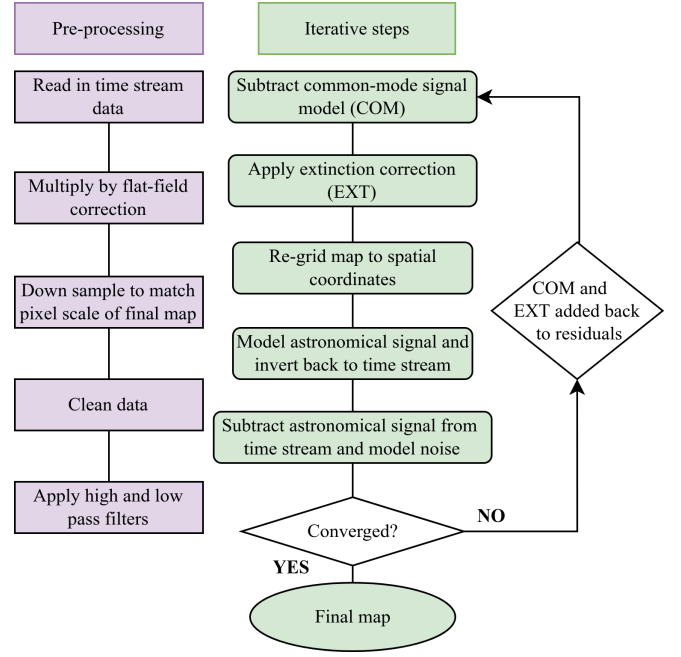 Pre-processing
Read in time stream
data
Multiply by flat-field
correction
Down sample to match
pixel scale of final map
Clean data
Apply high and low
pass filters
Iterative steps
Subtract common-mode signal
model (COM)
Apply extinction correction
(EXT)
Re-grid map to spatial
coordinates
Model astronomical signal and
invert back to time stream
Subtract astronomical signal from
time stream and model noise
Converged?
NO
COM and
EXT added back
to residuals
YES
Final map